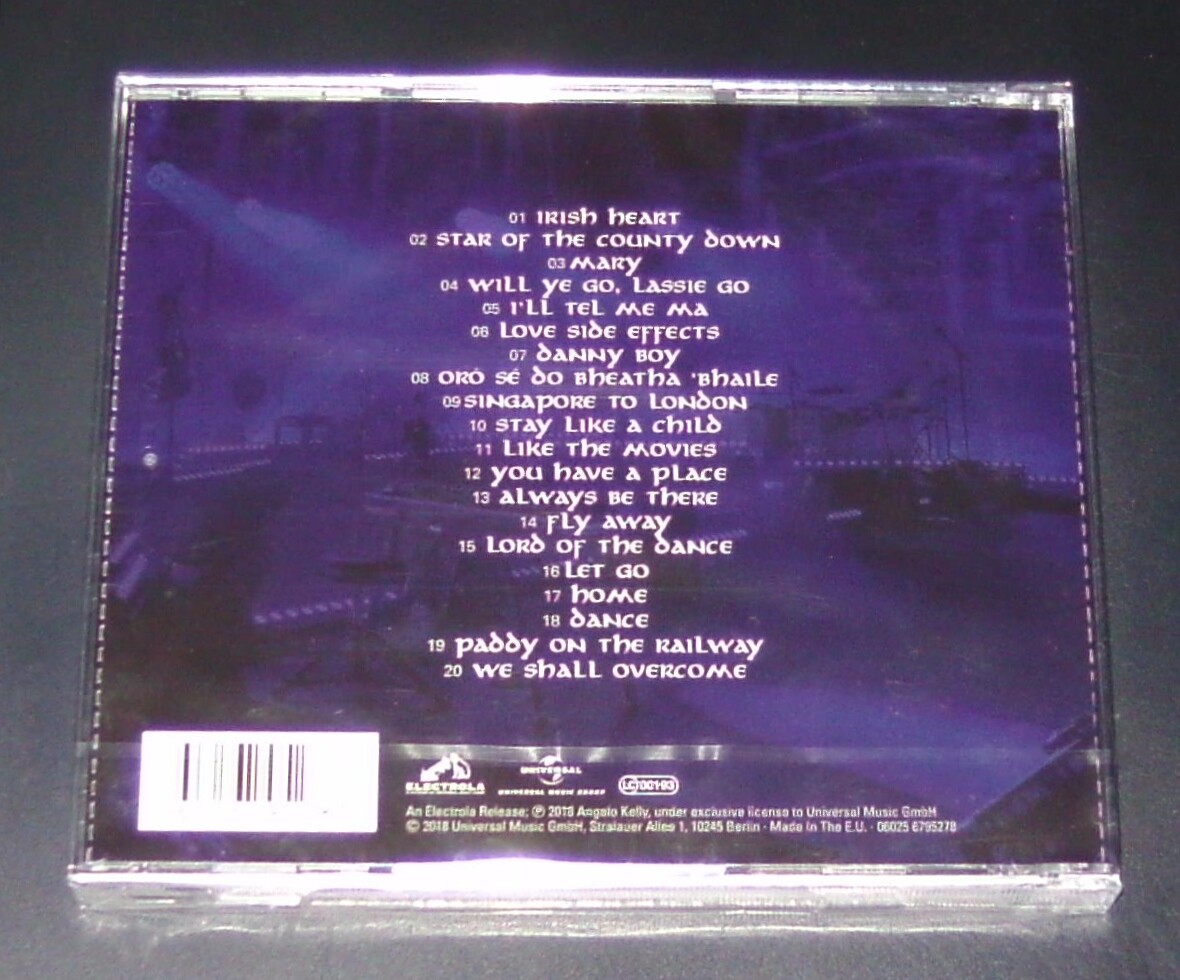 01 IRISH HEART
02 STAR OF THE COUNTY DOWN
03 MARY
04 WILL YE GO, LASSIE GO
05 I'LL TEL ME MA
06 LOVE SIDE EFFECTS
07 DANNY BOY
08 ORÓ SÉ DO BHEATHA 'BHAILE
09 SINGAPORE TO LONDON
10 STAY LIKE A CHILD
11 LIKE THE MOVIES
12 YOU HAVE A PLACE
13 ALWAYS BE THERE
14 FLY AWAY
15 LORD OF THE DANCE
16 LET GO
17 HOME
18 DANCE
19 PADDY ON THE RAILWAY
20 WE SHALL OVERCOME
ELECTROLA
UNIVERSAL
UNIVERSAL MUSIC GROUP
LC 00193
An Electrola Release; ℗ 2018 Angelo Kelly, under exclusive license to Universal Music GmbH
© 2018 Universal Music GmbH, Stralauer Allee 1, 10245 Berlin · Made In The E.U. · 06025 6795278